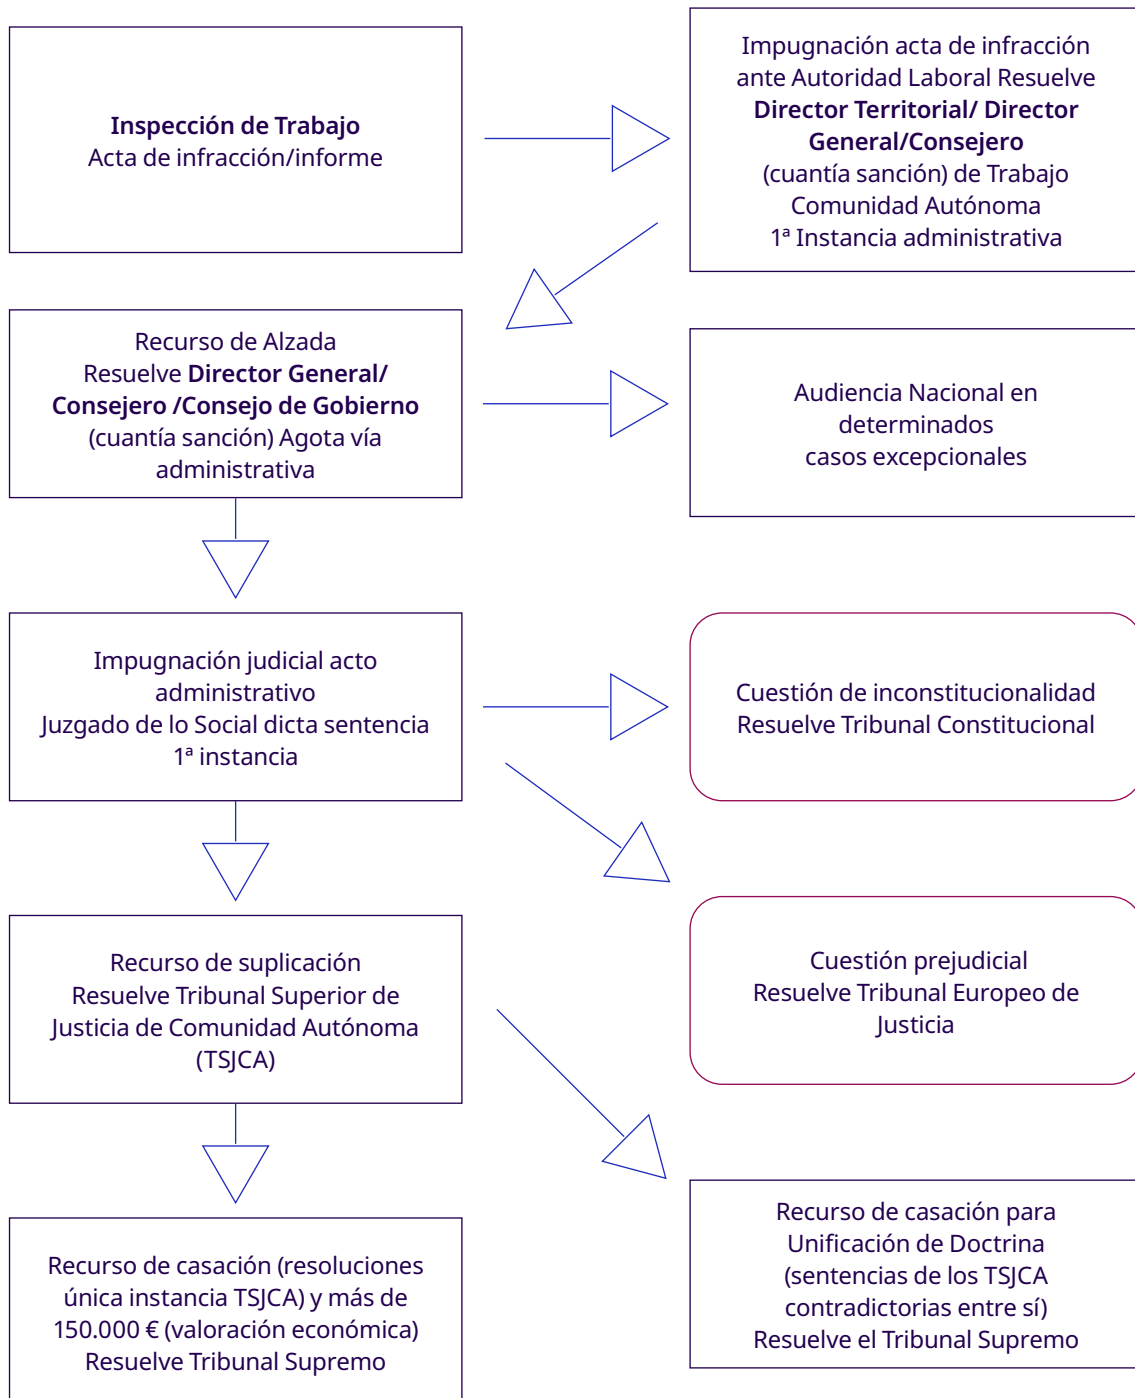 Inspección de Trabajo
Acta de infracción/informe
Impugnación acta de infracción
ante Autoridad Laboral Resuelve
Director Territorial/ Director
General/Consejero
(cuantía sanción) de Trabajo
Comunidad Autónoma
1ª Instancia administrativa
Recurso de Alzada
Resuelve Director General/
Consejero /Consejo de Gobierno
(cuantía sanción) Agota vía
administrativa
Audiencia Nacional en
determinados
casos excepcionales
Impugnación judicial acto
administrativo
Juzgado de lo Social dicta sentencia
1ª instancia
Cuestión de inconstitucionalidad
Resuelve Tribunal Constitucional
Cuestión prejudicial
Resuelve Tribunal Europeo de
Justicia
Recurso de suplicación
Resuelve Tribunal Superior de
Justicia de Comunidad Autónoma
(TSJCA)
Recurso de casación (resoluciones
única instancia TSJCA) y más de
150.000 € (valoración económica)
Resuelve Tribunal Supremo
Recurso de casación para
Unificación de Doctrina
(sentencias de los TSJCA
contradictorias entre sí)
Resuelve el Tribunal Supremo